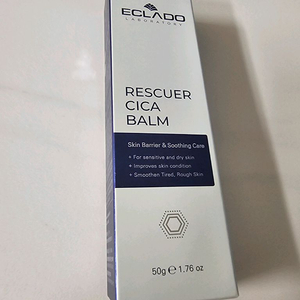 ECLADO
LABORATORY
RESCUER
CICA
BALM
Skin Barrier & Soothing Care
+ For sensitive and dry skin
+ Improves skin condition
+ Smoothen Tired, Rough Skin
50g ℮ 1.76 oz